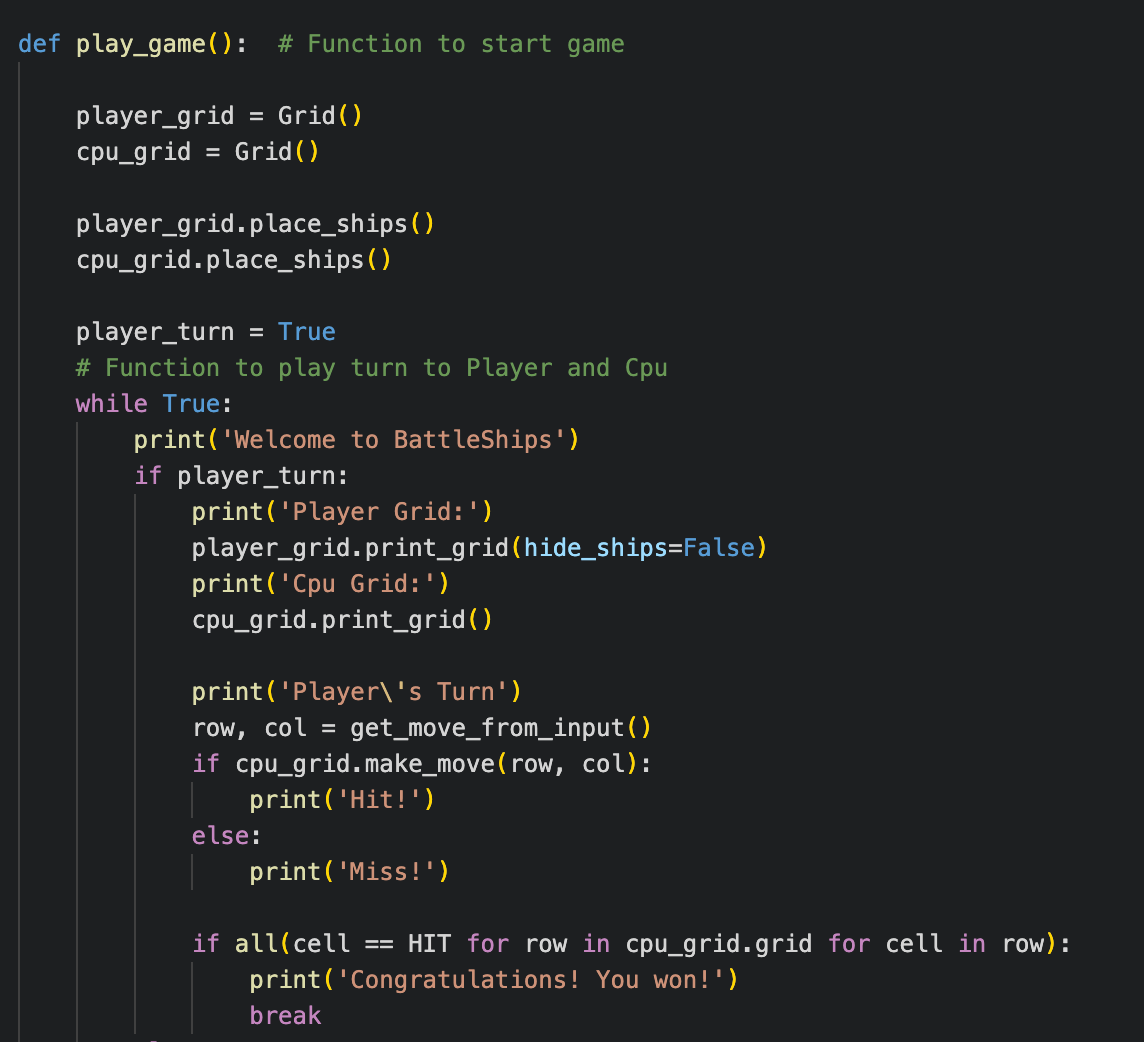 def play_game():  # Function to start game
    player_grid = Grid()
    cpu_grid = Grid()
    player_grid.place_ships()
    cpu_grid.place_ships()
    player_turn = True
    # Function to play turn to Player and Cpu
    while True:
        print('Welcome to BattleShips')
        if player_turn:
            print('Player Grid:')
            player_grid.print_grid(hide_ships=False)
            print('Cpu Grid:')
            cpu_grid.print_grid()
            print('Player\'s Turn')
            row, col = get_move_from_input()
            if cpu_grid.make_move(row, col):
                print('Hit!')
            else:
                print('Miss!')
            if all(cell == HIT for row in cpu_grid.grid for cell in row):
                print('Congratulations! You won!')
                break